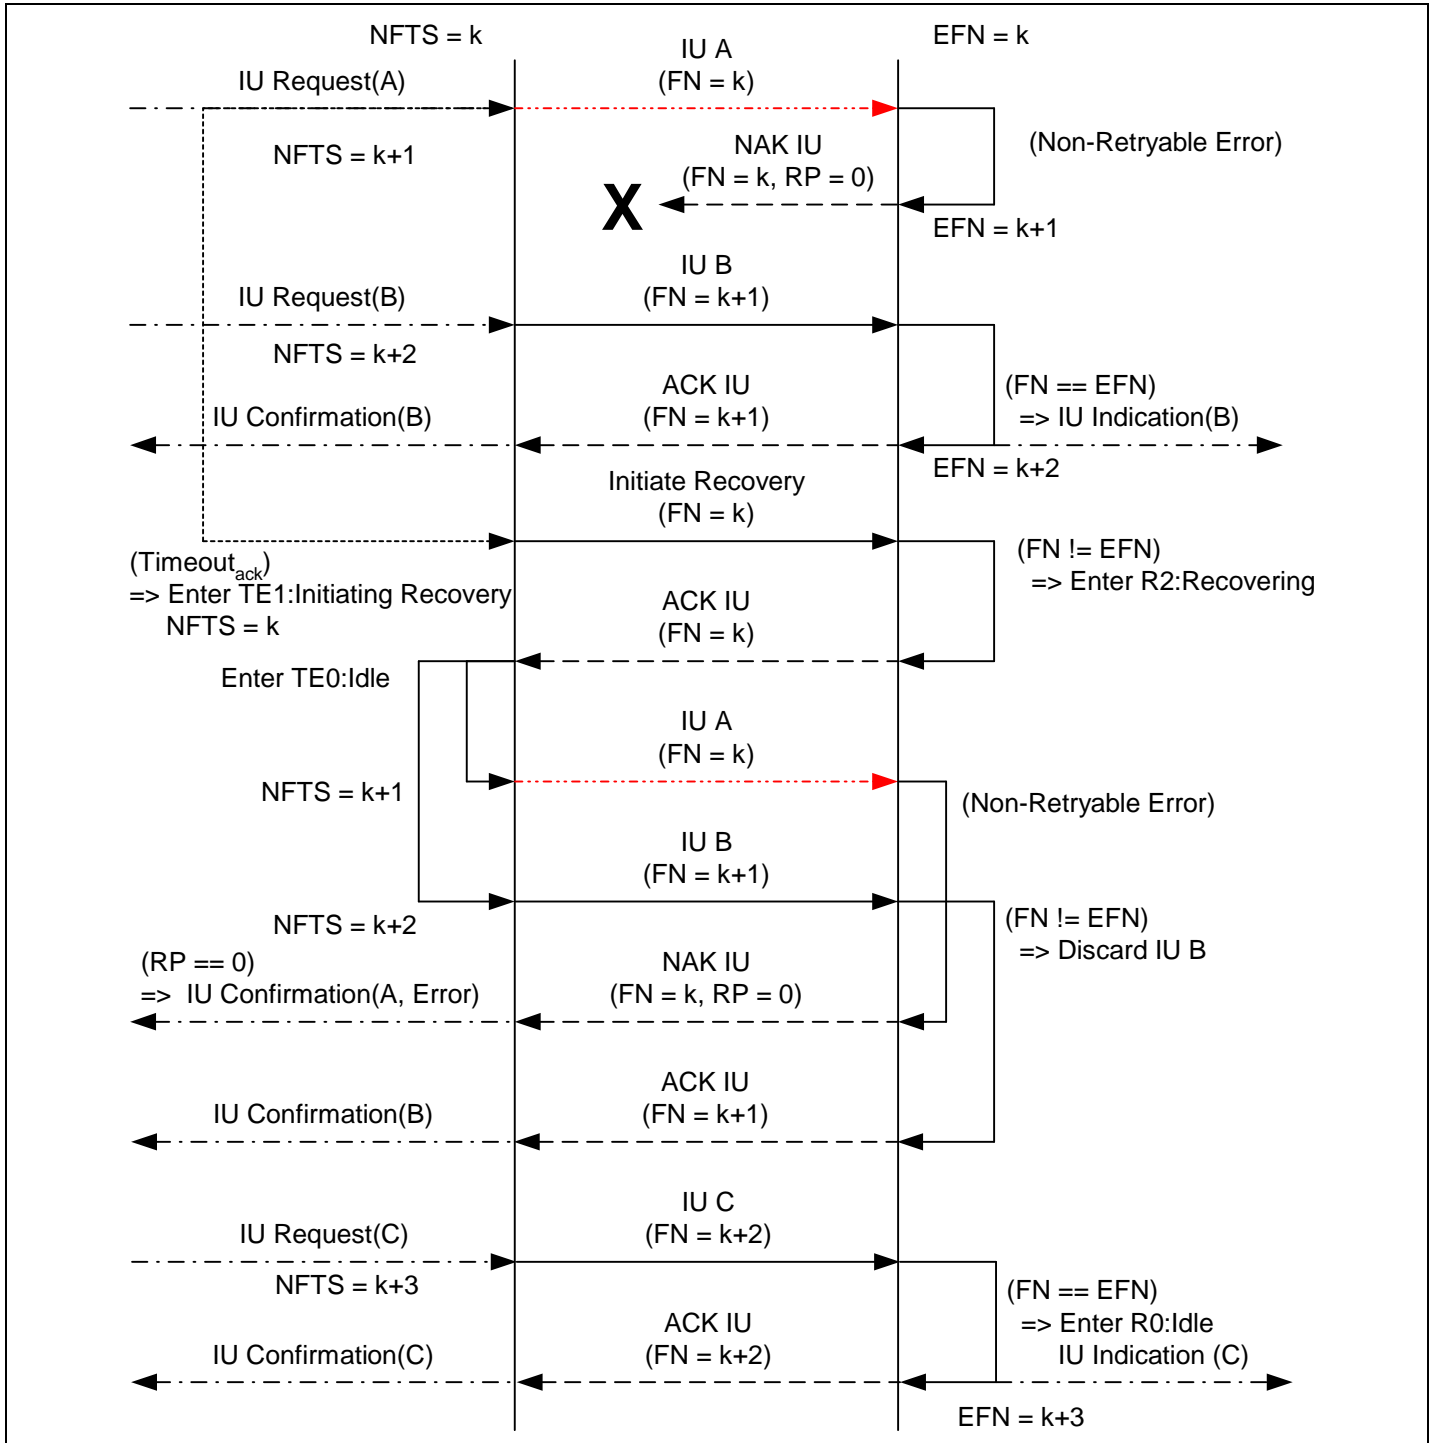 NFTS = k
EFN = k
IU A
(FN = k)
IU Request(A)
NFTS = k+1
(Non-Retryable Error)
NAK IU
(FN = k, RP = 0)
X
EFN = k+1
IU B
(FN = k+1)
IU Request(B)
NFTS = k+2
ACK IU
(FN = k+1)
IU Confirmation(B)
(FN == EFN)
=> IU Indication(B)
EFN = k+2
Initiate Recovery
(FN = k)
(Timeoutack)
=> Enter TE1:Initiating Recovery
NFTS = k
(FN != EFN)
=> Enter R2:Recovering
ACK IU
(FN = k)
Enter TE0:Idle
IU A
(FN = k)
NFTS = k+1
(Non-Retryable Error)
IU B
(FN = k+1)
NFTS = k+2
(FN != EFN)
=> Discard IU B
(RP == 0)
=> IU Confirmation(A, Error)
NAK IU
(FN = k, RP = 0)
ACK IU
(FN = k+1)
IU Confirmation(B)
IU C
(FN = k+2)
IU Request(C)
NFTS = k+3
(FN == EFN)
=> Enter R0:Idle
IU Indication (C)
ACK IU
(FN = k+2)
IU Confirmation(C)
EFN = k+3